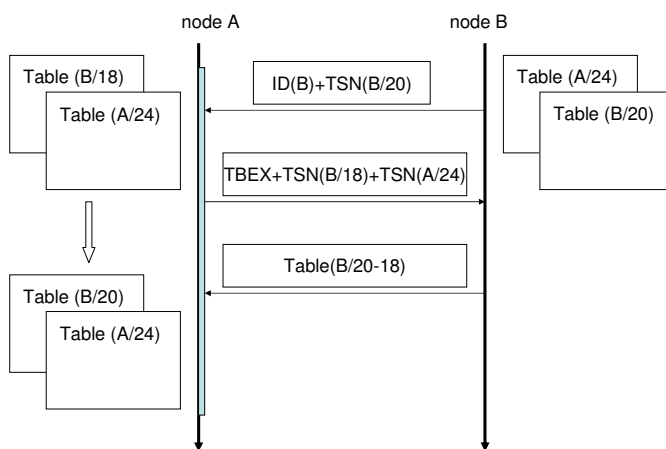 node A
node B
Table (B/18)
Table (A/24)
ID(B)+TSN(B/20)
Table (A/24)
Table (B/20)
TBEX+TSN(B/18)+TSN(A/24)
Table(B/20-18)
Table (B/20)
Table (A/24)